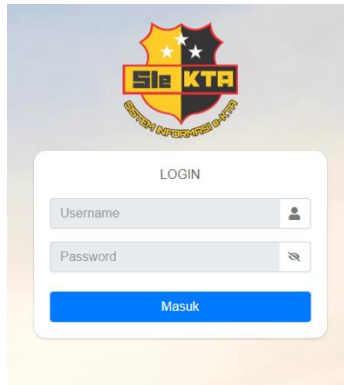 SIe KTA
SISTEM INFORMASI e-KTA
LOGIN
Username
Password
Masuk